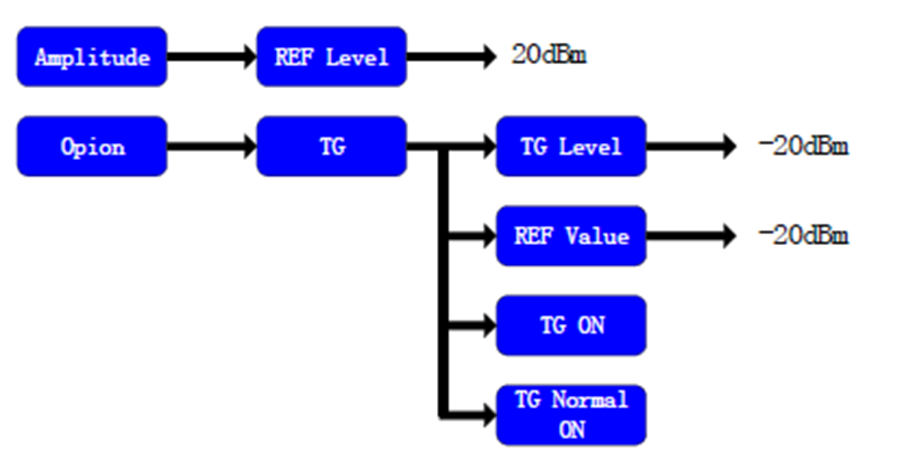 Amplitude REF Level 20dBm
Opion TG TG Level -20dBm
REF Value -20dBm
TG ON
TG Normal
ON